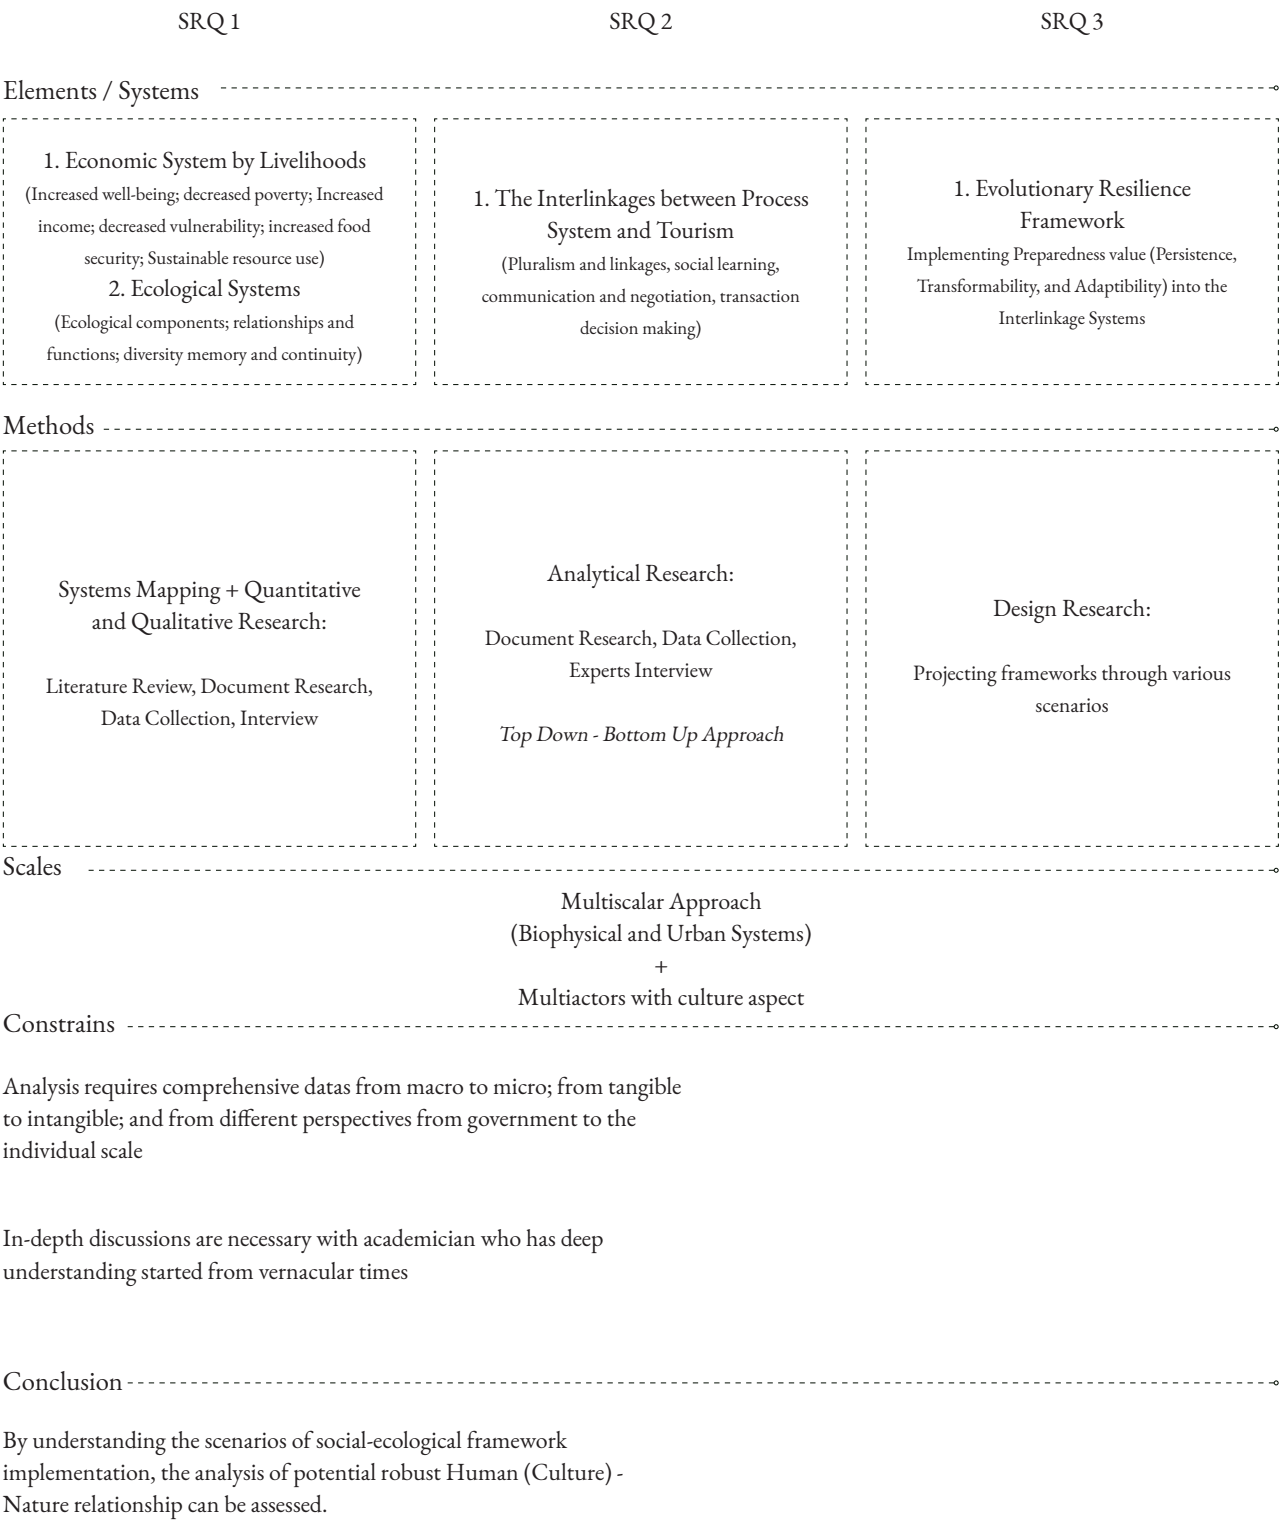 SRQ 1
SRQ 2
SRQ 3
Elements / Systems
1. Economic System by Livelihoods
(Increased well-being; decreased poverty; Increased
income; decreased vulnerability; increased food
security; Sustainable resource use)
2. Ecological Systems
(Ecological components; relationships and
functions; diversity memory and continuity)
1. The Interlinkages between Process
System and Tourism
(Pluralism and linkages, social learning,
communication and negotiation, transaction
decision making)
1. Evolutionary Resilience
Framework
Implementing Preparedness value (Persistence,
Transformability, and Adaptibility) into the
Interlinkage Systems
Methods
Systems Mapping + Quantitative
and Qualitative Research:
Literature Review, Document Research,
Data Collection, Interview
Analytical Research:
Document Research, Data Collection,
Experts Interview
Top Down - Bottom Up Approach
Design Research:
Projecting frameworks through various
scenarios
Scales
Multiscalar Approach
(Biophysical and Urban Systems)
+
Multiactors with culture aspect
Constrains
Analysis requires comprehensive datas from macro to micro; from tangible
to intangible; and from different perspectives from government to the
individual scale
In-depth discussions are necessary with academician who has deep
understanding started from vernacular times
Conclusion
By understanding the scenarios of social-ecological framework
implementation, the analysis of potential robust Human (Culture) -
Nature relationship can be assessed.